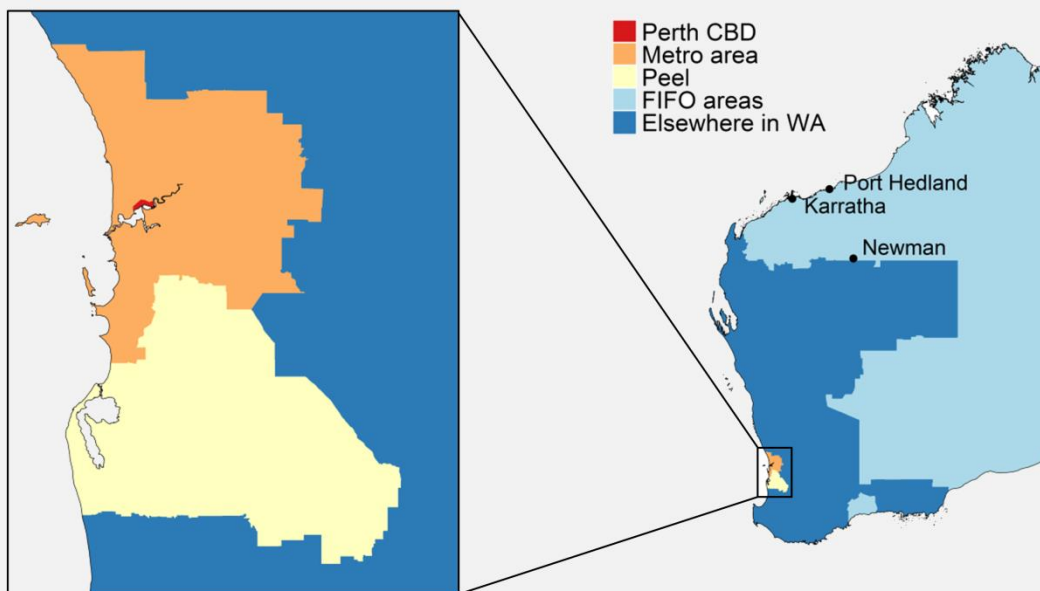 Perth CBD
Metro area
Peel
FIFO areas
Elsewhere in WA
Port Hedland
Karratha
Newman